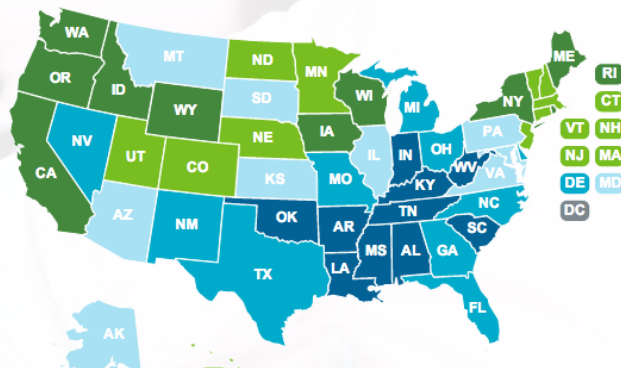 WA
MT
ND
MN
ME
OR
ID
SD
WI
NY
RI
WY
MI
CT
NV
NE
IA
PA
VT NH
UT
CO
IL
IN
OH
NJ MA
CA
KS
MO
WV
VA
DE MD
KY
AZ
NM
OK
AR
TN
NC
DC
SC
MS
AL
GA
TX
LA
FL
AK